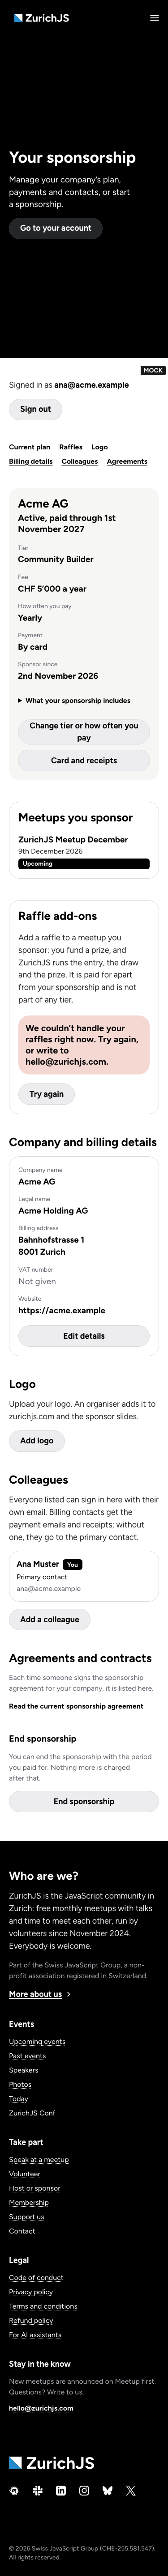 ZurichJS
Your sponsorship
Manage your company’s plan,
payments and contacts, or start
a sponsorship.
Go to your account
MOCK
Signed in as ana@acme.example
Sign out
Current plan Raffles Logo
Billing details Colleagues Agreements
Acme AG
Active, paid through 1st
November 2027
Tier
Community Builder
Fee
CHF 5’000 a year
How often you pay
Yearly
Payment
By card
Sponsor since
2nd November 2026
What your sponsorship includes
Change tier or how often you
pay
Card and receipts
Meetups you sponsor
ZurichJS Meetup December
9th December 2026
Upcoming
Raffle add-ons
Add a raffle to a meetup you
sponsor: you fund a prize, and
ZurichJS runs the entry, the draw
and the prize. It is paid for apart
from your sponsorship and is not
part of any tier.
We couldn’t handle your
raffles right now. Try again,
or write to
hello@zurichjs.com.
Try again
Company and billing details
Company name
Acme AG
Legal name
Acme Holding AG
Billing address
Bahnhofstrasse 1
8001 Zurich
VAT number
Not given
Website
https://acme.example
Edit details
Logo
Upload your logo. An organiser adds it to
zurichjs.com and the sponsor slides.
Add logo
Colleagues
Everyone listed can sign in here with their
own email. Billing contacts get the
payment emails and receipts; without
one, they go to the primary contact.
Ana Muster You
Primary contact
ana@acme.example
Add a colleague
Agreements and contracts
Each time someone signs the sponsorship
agreement for your company, it is listed here.
Read the current sponsorship agreement
End sponsorship
You can end the sponsorship with the period
you paid for. Nothing more is charged
after that.
End sponsorship
Who are we?
ZurichJS is the JavaScript community in
Zurich: free monthly meetups with talks
and time to meet each other, run by
volunteers since November 2024.
Everybody is welcome.
Part of the Swiss JavaScript Group, a non-
profit association registered in Switzerland.
More about us
Events
Upcoming events
Past events
Speakers
Photos
Today
ZurichJS Conf
Take part
Speak at a meetup
Volunteer
Host or sponsor
Membership
Support us
Contact
Legal
Code of conduct
Privacy policy
Terms and conditions
Refund policy
For AI assistants
Stay in the know
New meetups are announced on Meetup first.
Questions? Write to us.
hello@zurichjs.com
ZurichJS
© 2026 Swiss JavaScript Group (CHE-255.581.547).
All rights reserved.